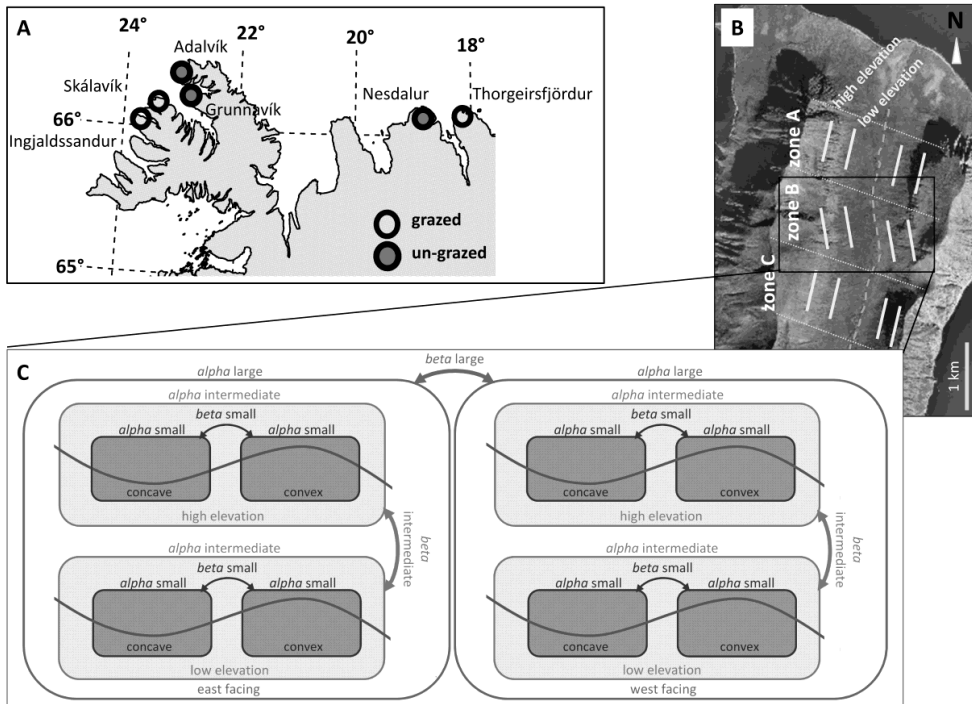 A
24°
22°
20°
18°
Adalvík
Skálavík
Grunnavík
Nesdalur
Thorgeirsfjördur
66°
Ingjaldssandur
grazed
un-grazed
65°
B
N
high elevation
low elevation
zone A
zone B
zone C
1 km
C
beta large
alpha large
alpha large
alpha intermediate
alpha intermediate
beta small
beta small
alpha small
alpha small
alpha small
alpha small
concave
convex
concave
convex
high elevation
high elevation
beta
intermediate
beta
intermediate
alpha intermediate
alpha intermediate
beta small
beta small
alpha small
alpha small
alpha small
alpha small
concave
convex
concave
convex
low elevation
low elevation
east facing
west facing